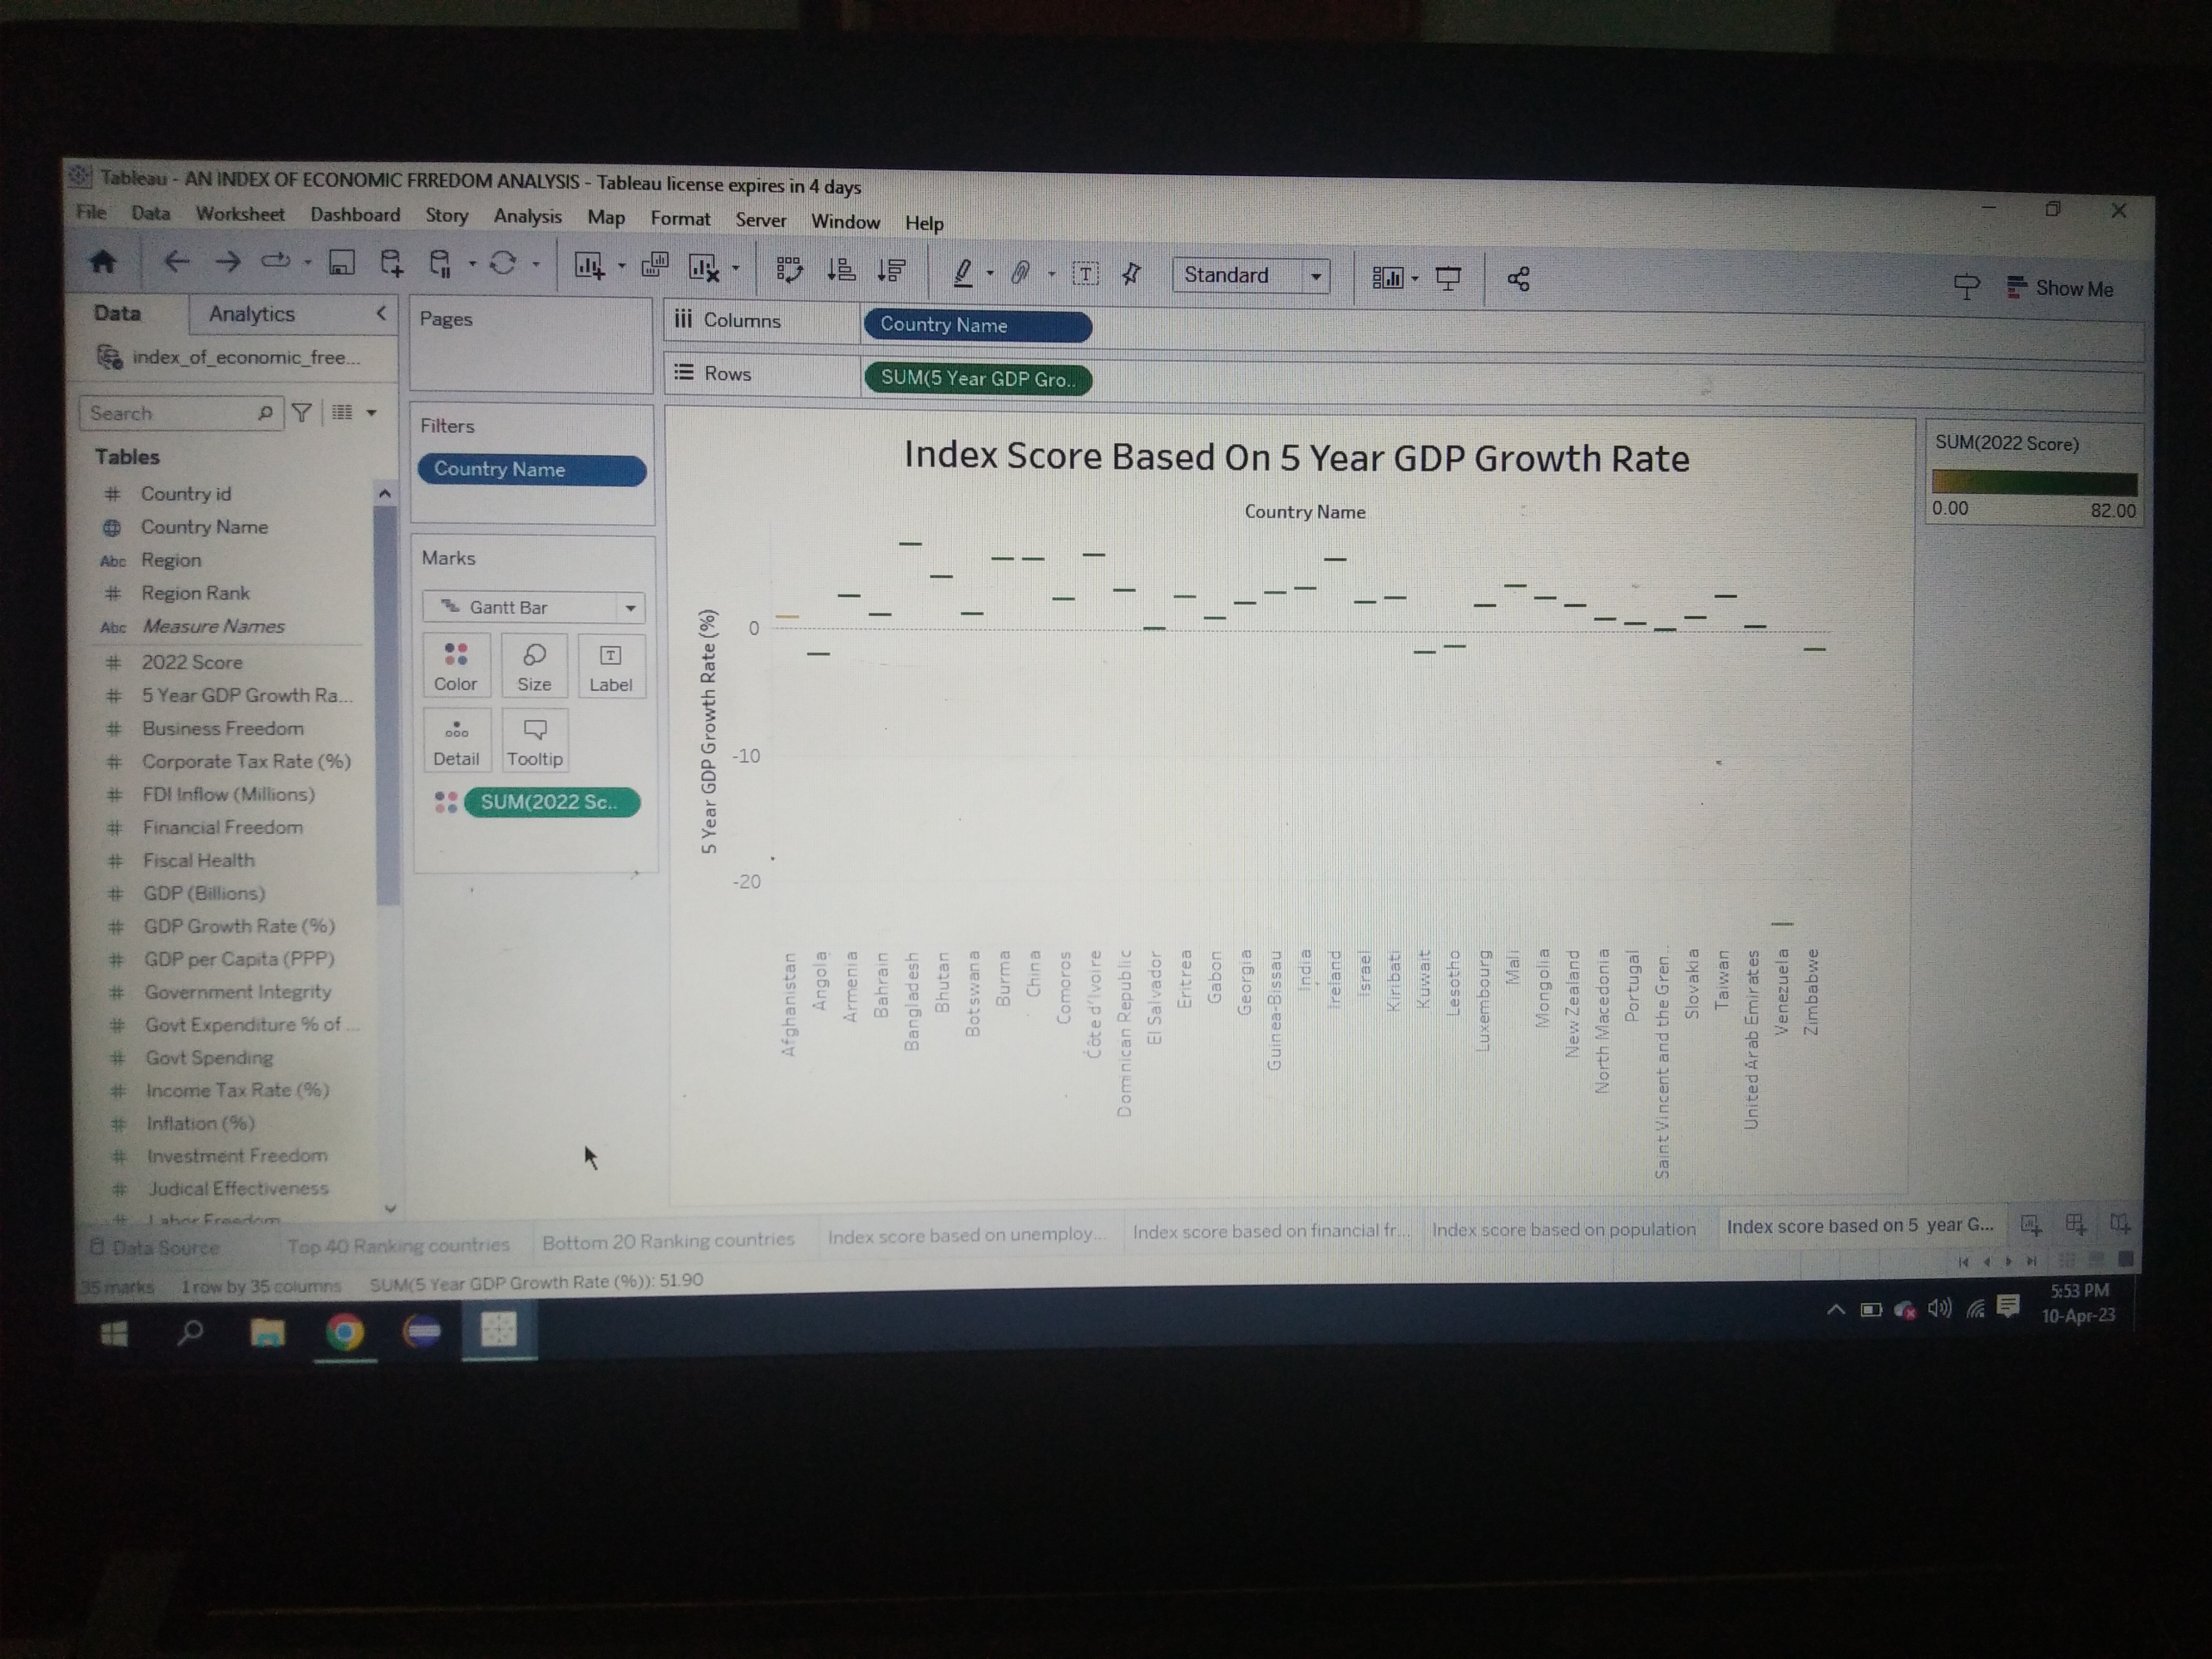 Tableau - AN INDEX OF ECONOMIC FRREDOM ANALYSIS - Tableau license expires in 4 days
File Data Worksheet Dashboard Story Analysis Map Format Server Window Help
Standard
Show Me
Data Analytics
index_of_economic_free...
Search
Tables
Country id
Country Name
Abc Region
Region Rank
Abc Measure Names
2022 Score
5 Year GDP Growth Ra...
Business Freedom
Corporate Tax Rate (%)
FDI Inflow (Millions)
Financial Freedom
Fiscal Health
GDP (Billions)
GDP Growth Rate (%)
GDP per Capita (PPP)
Government Integrity
Govt Expenditure % of ...
Govt Spending
Income Tax Rate (%)
Inflation (%)
Investment Freedom
Judical Effectiveness
Labor Freedom
Pages
Filters
Country Name
Marks
Gantt Bar
Color Size Label
Detail Tooltip
SUM(2022 Sc..
Columns Country Name
Rows SUM(5 Year GDP Gro..
Index Score Based On 5 Year GDP Growth Rate
Country Name
5 Year GDP Growth Rate (%)
0
-10
-20
Afghanistan
Angola
Armenia
Bahrain
Bangladesh
Bhutan
Botswana
Burma
China
Comoros
Côte d'Ivoire
Dominican Republic
El Salvador
Eritrea
Gabon
Georgia
Guinea-Bissau
India
Ireland
Israel
Kiribati
Kuwait
Lesotho
Luxembourg
Mali
Mongolia
New Zealand
North Macedonia
Portugal
Saint Vincent and the Gren..
Slovakia
Taiwan
United Arab Emirates
Venezuela
Zimbabwe
SUM(2022 Score)
0.00 82.00
Data Source Top 40 Ranking countries Bottom 20 Ranking countries Index score based on unemploy... Index score based on financial fr... Index score based on population Index score based on 5 year G...
35 marks 1 row by 35 columns SUM(5 Year GDP Growth Rate (%)): 51.90
5:53 PM
10-Apr-23